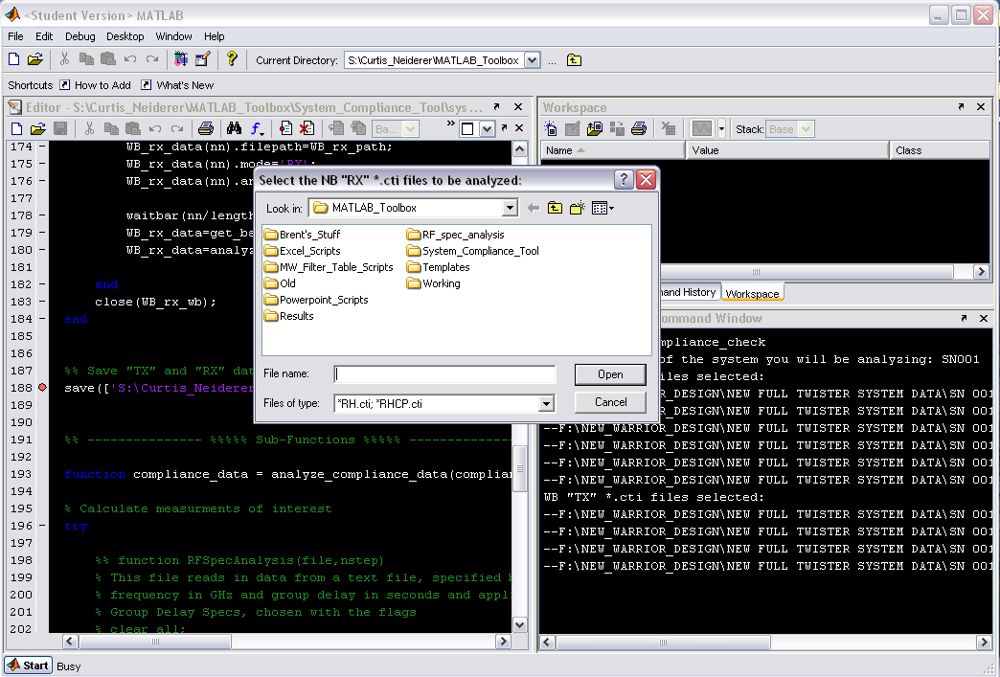 <Student Version> MATLAB
File Edit Debug Desktop Window Help
? Current Directory: S:\Curtis_Neiderer\MATLAB_Toolbox ...
Shortcuts How to Add What's New
Editor - S:\Curtis_Neiderer\MATLAB_Toolbox\System_Compliance_Tool\sys...
Ba... »
174 - WB_rx_data(nn).filepath=WB_rx_path;
175 - WB_rx_data(nn).mode='RX';
176 - WB_rx_data(nn).an
177
178 - waitbar(nn/length
179 - WB_rx_data=get_ba
180 - WB_rx_data=analyz
181
182 - end
183 - close(WB_rx_wb);
184 - end
185
186
187 %% Save "TX" and "RX" dat
188 save(['S:\Curtis_Neiderer
189
190
191 %% --------------- %%%%% Sub-Functions %%%%% --------------
192
193 function compliance_data = analyze_compliance_data(complian
194
195 % Calculate measurments of interest
196 - try
197
198 %% function RFSpecAnalysis(file,nstep)
199 % This file reads in data from a text file, specified b
200 % frequency in GHz and group delay in seconds and appli
201 % Group Delay Specs, chosen with the flags
202 % clear all;
Select the NB "RX" *.cti files to be analyzed:
Look in: MATLAB_Toolbox
Brent's_Stuff
Excel_Scripts
MW_Filter_Table_Scripts
Old
Powerpoint_Scripts
Results
RF_spec_analysis
System_Compliance_Tool
Templates
Working
File name: Open
Files of type: *RH.cti; *RHCP.cti Cancel
Workspace
Stack: Base
Name Value Class
and History Workspace
ommand Window
mpliance_check
of the system you will be analyzing: SN001
iles selected:
_DESIGN\NEW FULL TWISTER SYSTEM DATA\SN 001
--F:\NEW_WARRIOR_DESIGN\NEW FULL TWISTER SYSTEM DATA\SN 001
--F:\NEW_WARRIOR_DESIGN\NEW FULL TWISTER SYSTEM DATA\SN 001
--F:\NEW_WARRIOR_DESIGN\NEW FULL TWISTER SYSTEM DATA\SN 001
--F:\NEW_WARRIOR_DESIGN\NEW FULL TWISTER SYSTEM DATA\SN 001
--F:\NEW_WARRIOR_DESIGN\NEW FULL TWISTER SYSTEM DATA\SN 001
WB "TX" *.cti files selected:
--F:\NEW_WARRIOR_DESIGN\NEW FULL TWISTER SYSTEM DATA\SN 001
--F:\NEW_WARRIOR_DESIGN\NEW FULL TWISTER SYSTEM DATA\SN 001
--F:\NEW_WARRIOR_DESIGN\NEW FULL TWISTER SYSTEM DATA\SN 001
--F:\NEW_WARRIOR_DESIGN\NEW FULL TWISTER SYSTEM DATA\SN 001
Start Busy